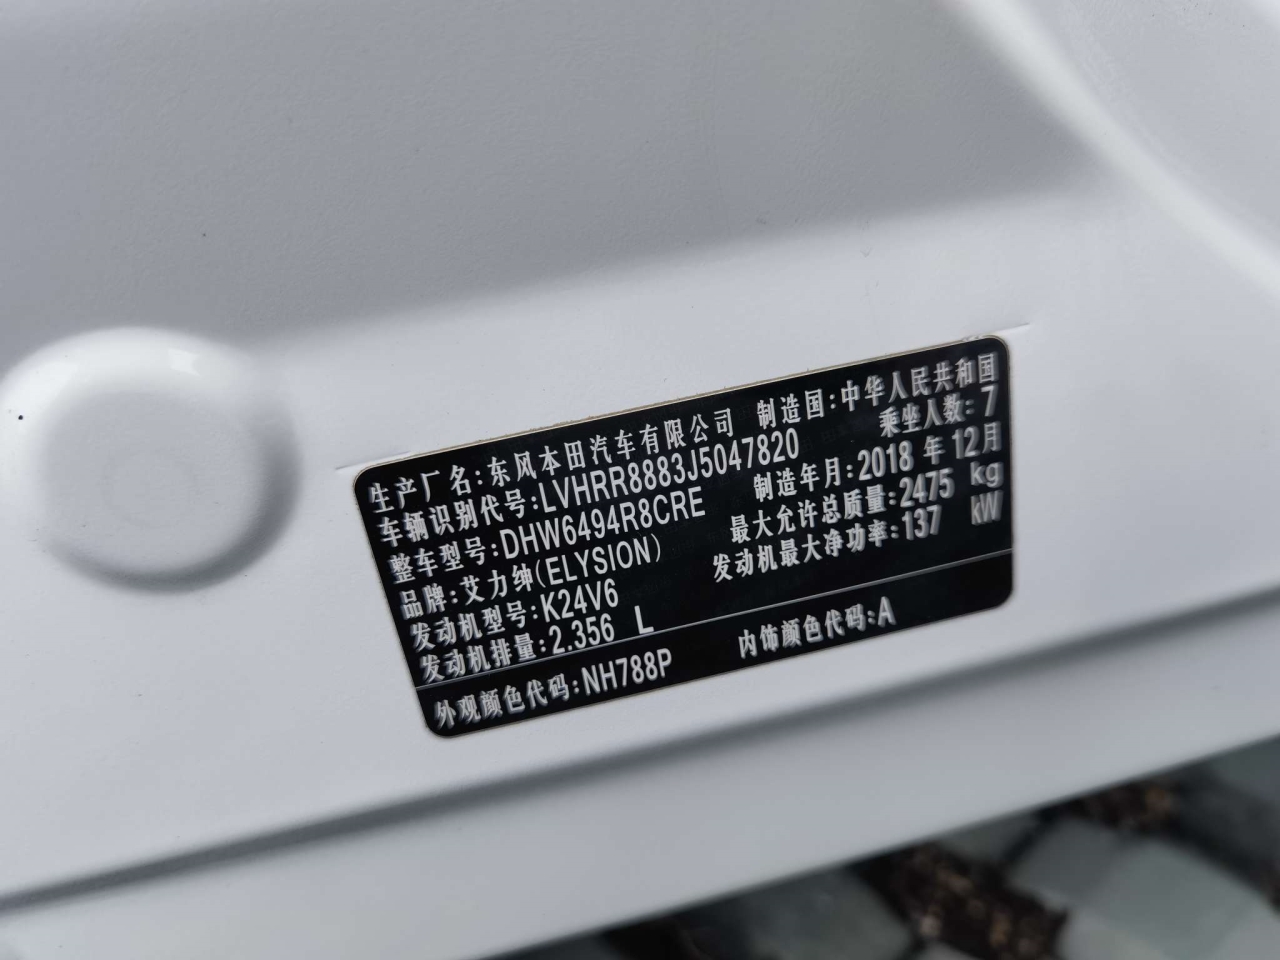 生产厂名:东风本田汽车有限公司 制造国:中华人民共和国
车辆识别代号:LVHRR8883J5047820 乘坐人数:7
整车型号:DHW6494R8CRE 制造年月:2018 年 12月
品牌:艾力绅(ELYSION) 最大允许总质量:2475 kg
发动机型号:K24V6 发动机最大净功率:137 kW
发动机排量:2.356 L
外观颜色代码:NH788P 内饰颜色代码:A